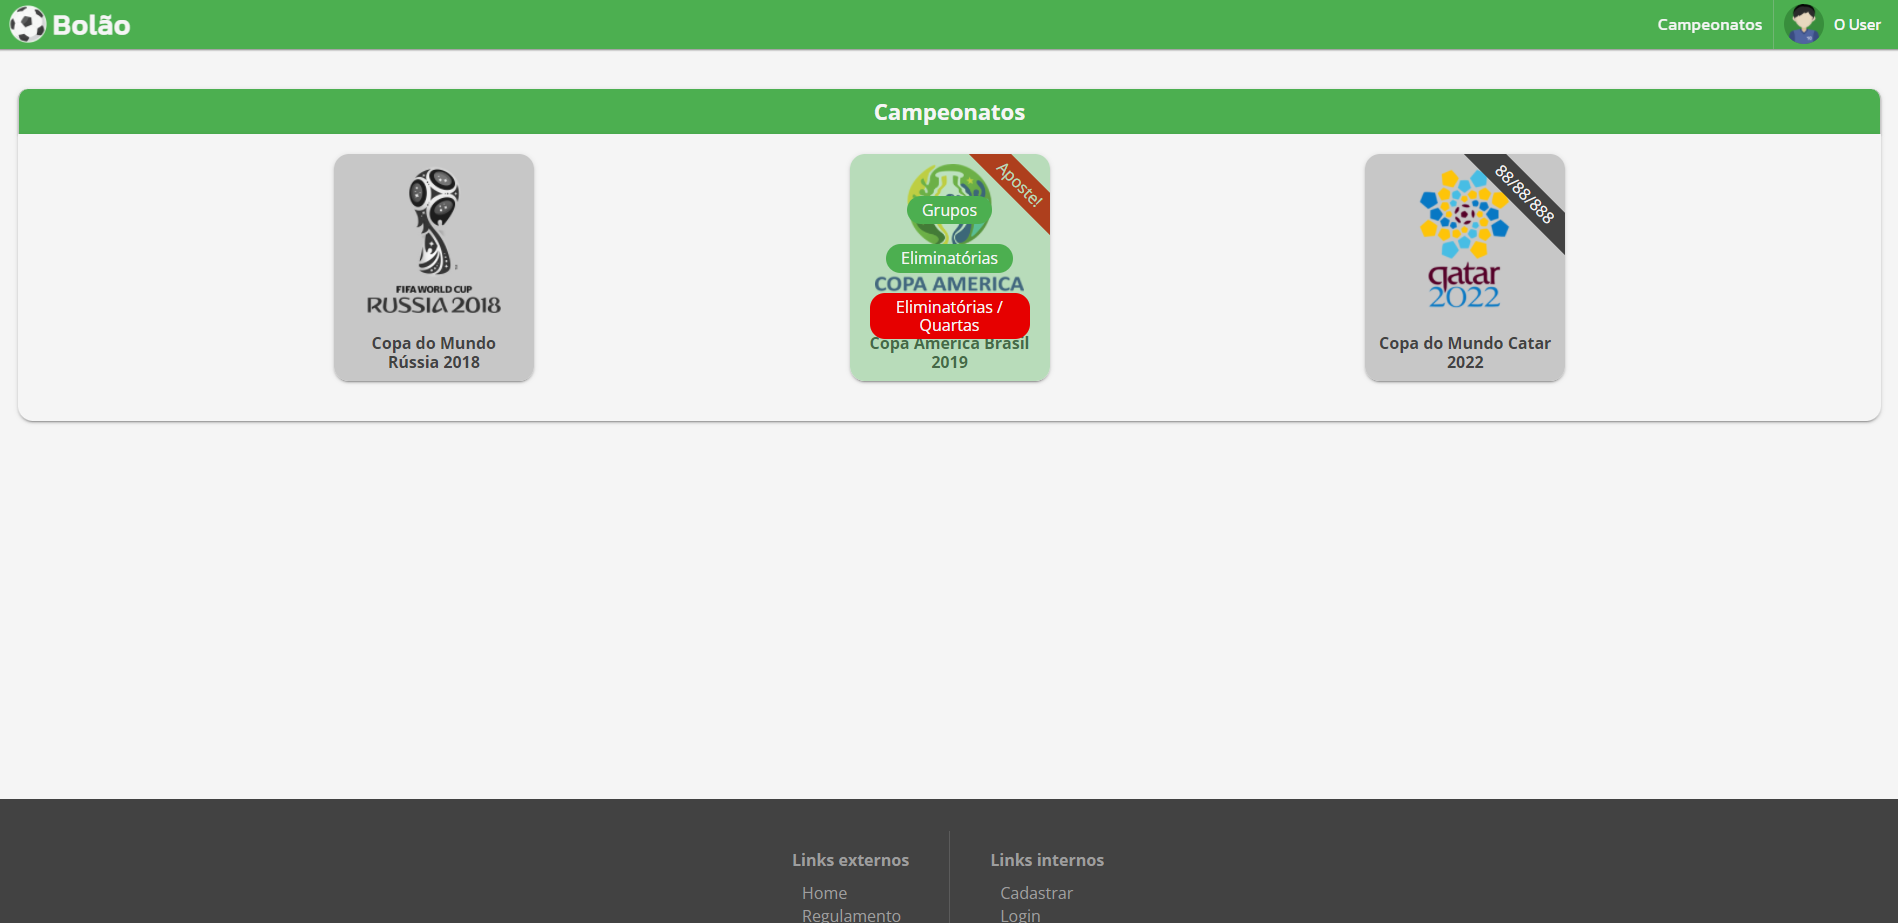 Bolão
Campeonatos
O User
Campeonatos
FIFA WORLD CUP
RUSSIA 2018
Copa do Mundo
Rússia 2018
Aposte!
Grupos
Eliminatórias
COPA AMERICA
Eliminatórias /
Quartas
Copa América Brasil
2019
88/88/888
qatar
2022
Copa do Mundo Catar
2022
Links externos
Home
Regulamento
Links internos
Cadastrar
Login